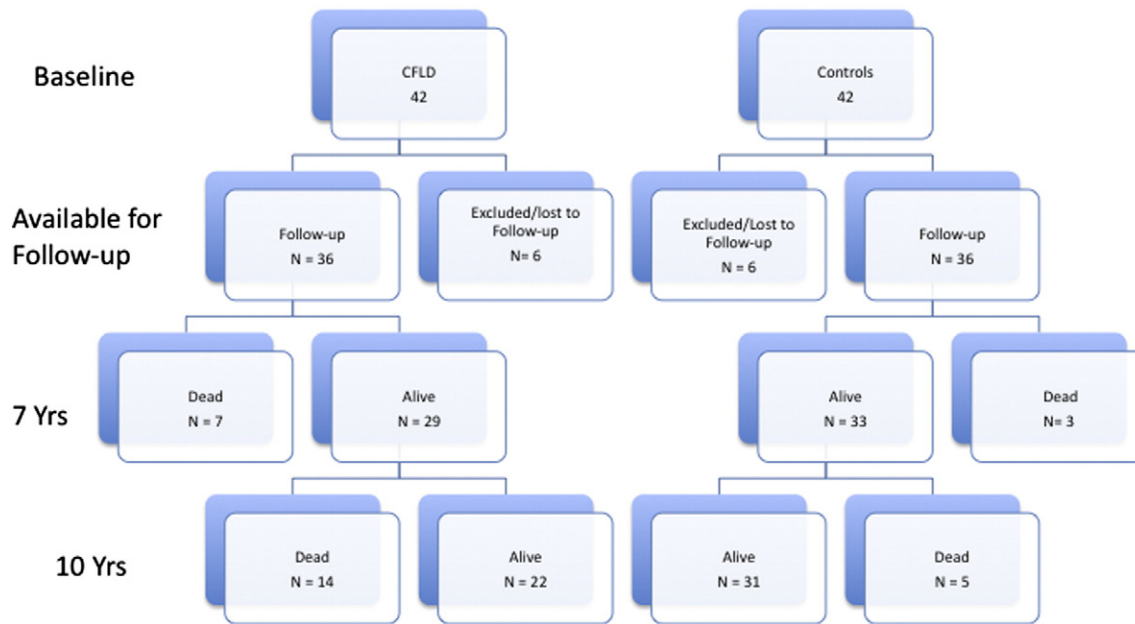 Baseline
CFLD
42
Controls
42
Available for
Follow-up
Follow-up
N = 36
Excluded/lost to
Follow-up
N= 6
Excluded/Lost to
Follow-up
N = 6
Follow-up
N = 36
7 Yrs
Dead
N = 7
Alive
N = 29
Alive
N = 33
Dead
N= 3
10 Yrs
Dead
N = 14
Alive
N = 22
Alive
N = 31
Dead
N = 5